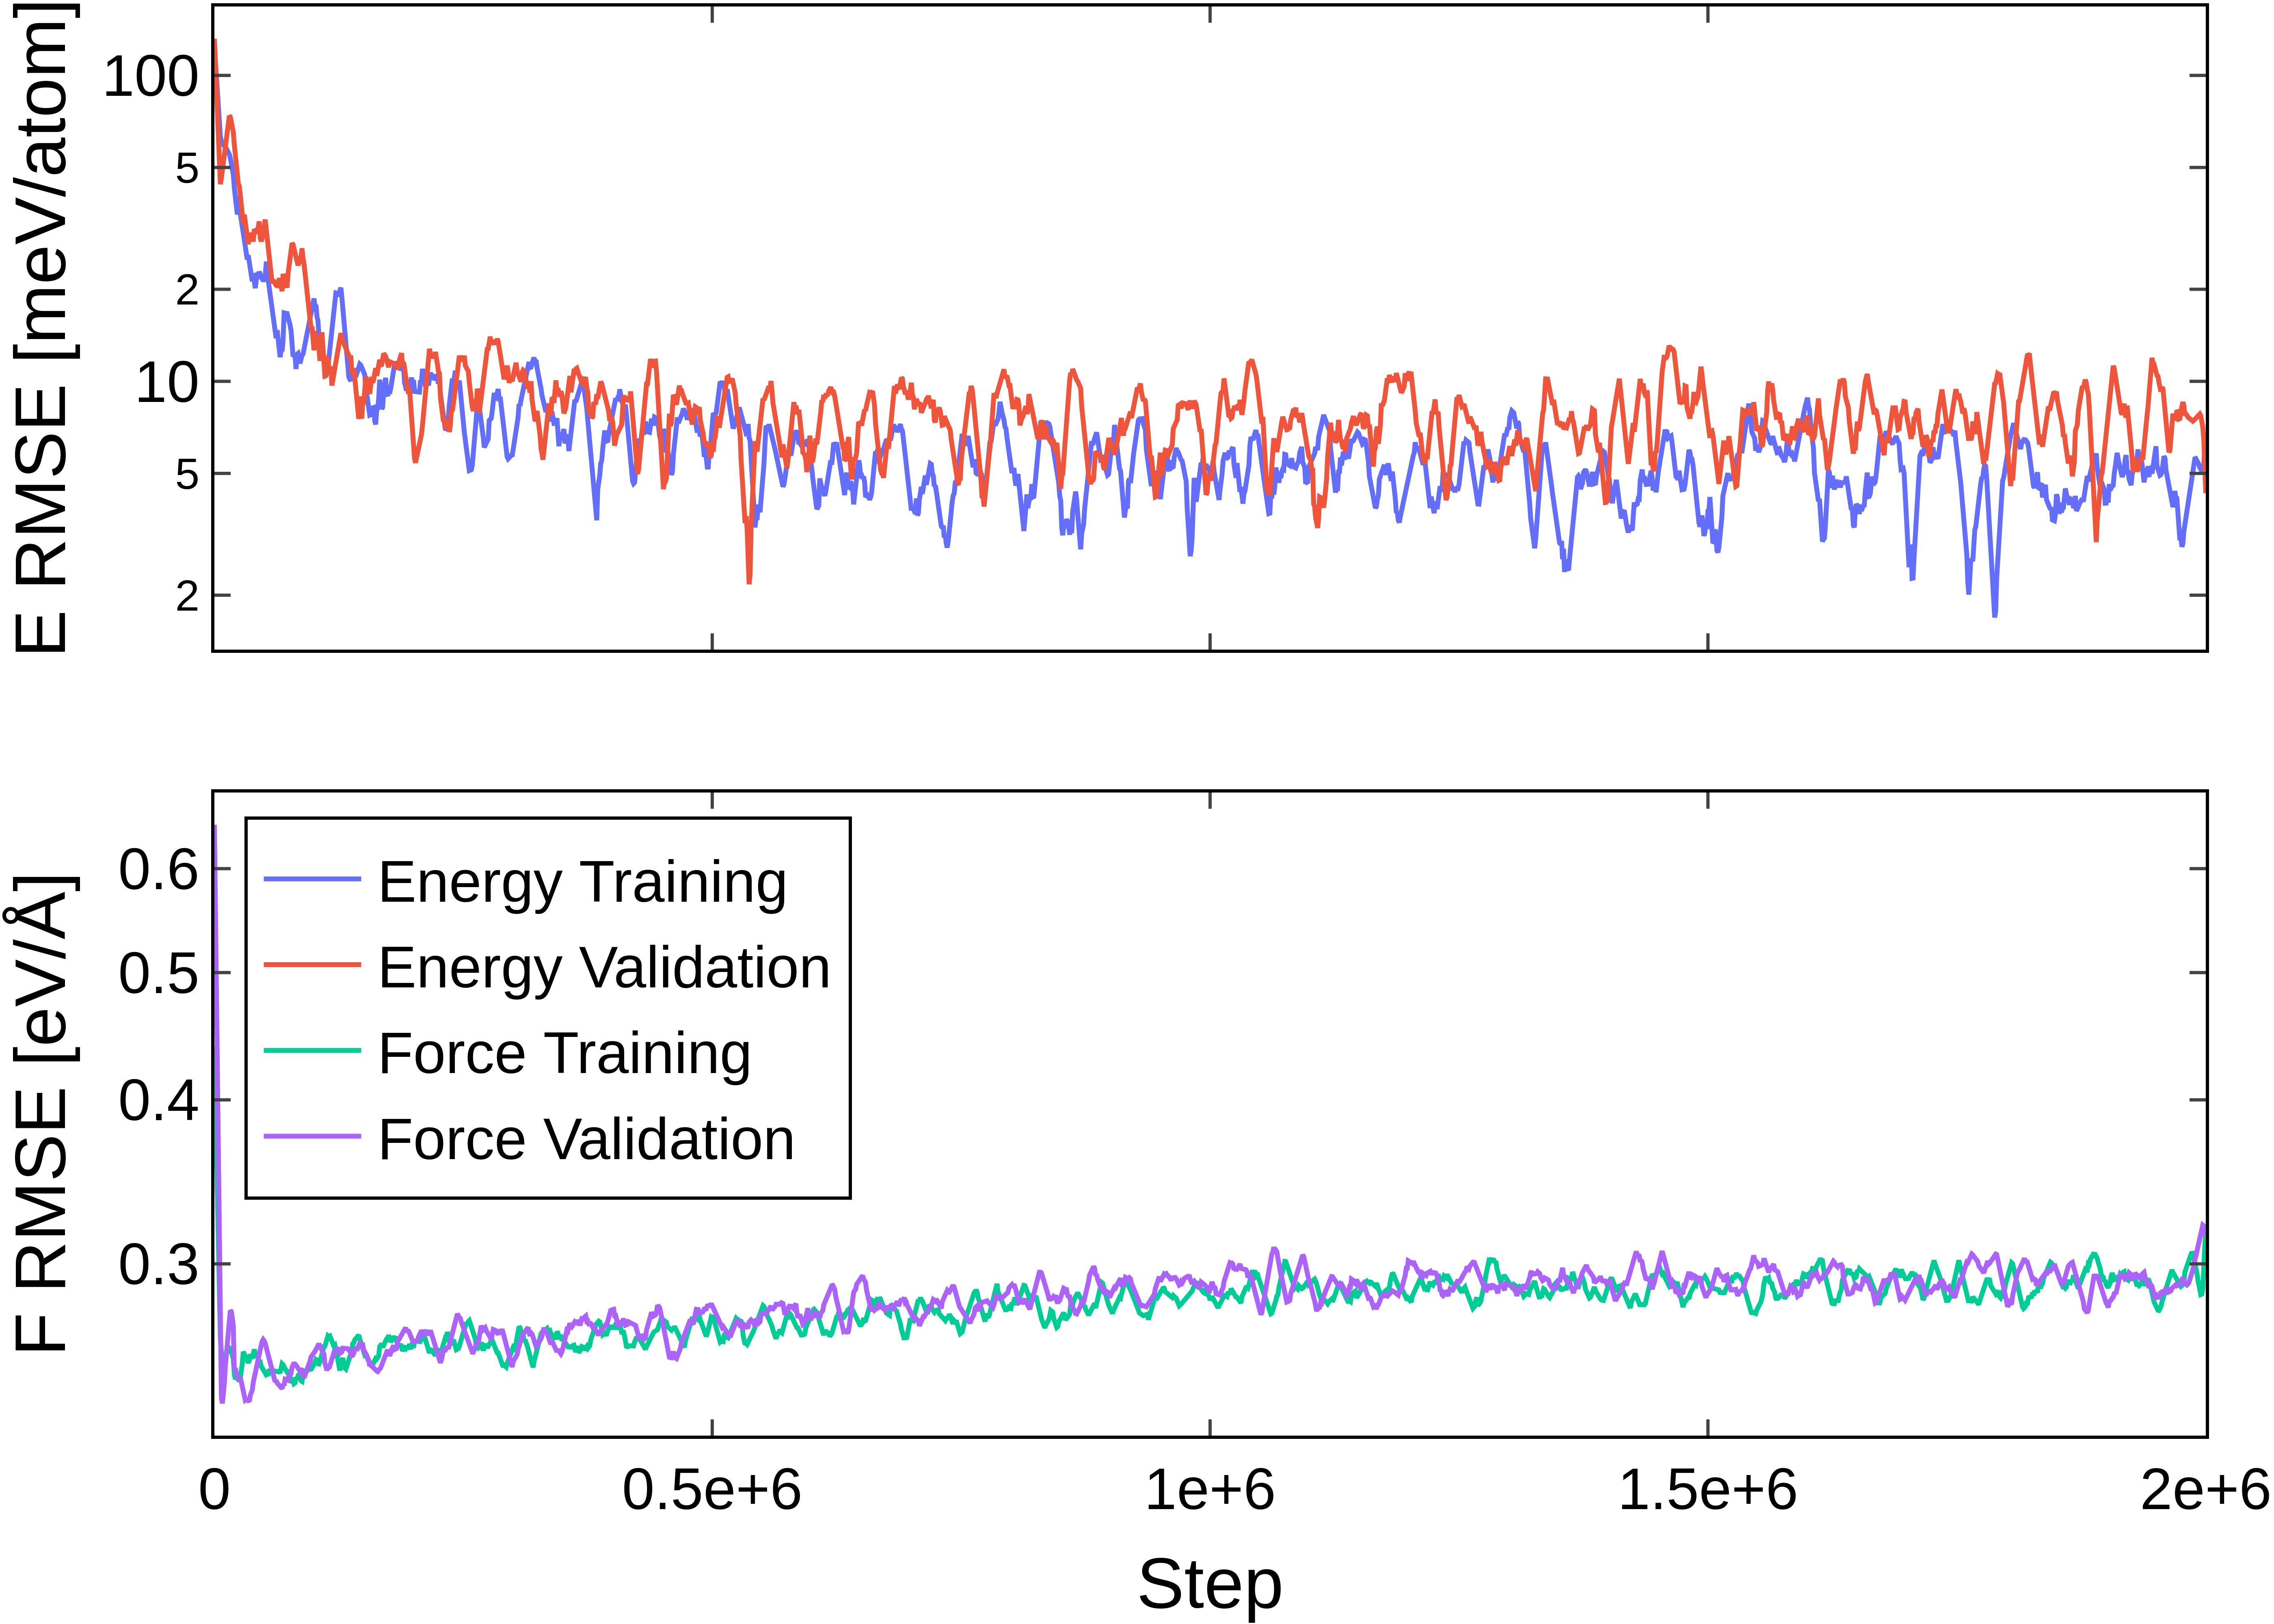 E RMSE [meV/atom]
100
5
2
10
5
2
F RMSE [eV/Å]
0.6
0.5
0.4
0.3
Energy Training
Energy Validation
Force Training
Force Validation
0 0.5e+6 1e+6 1.5e+6 2e+6
Step